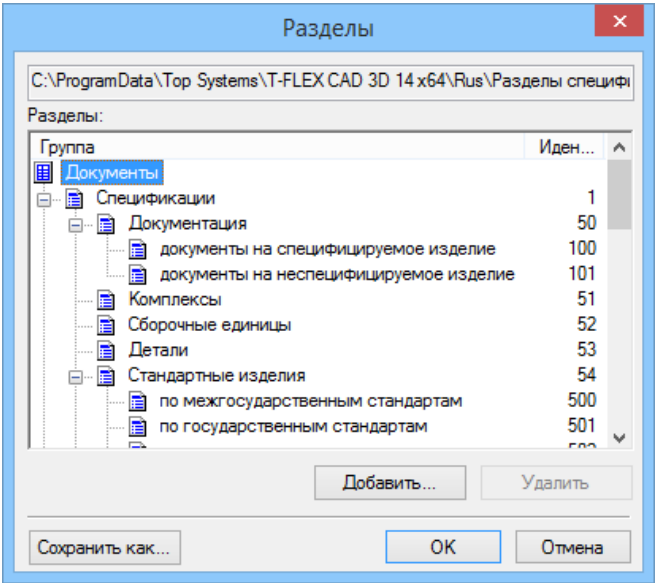 Разделы
C:\ProgramData\Top Systems\T-FLEX CAD 3D 14 x64\Rus\Разделы специфи
Разделы:
Группа Иден...
Документы
Спецификации 1
Документация 50
документы на специфицируемое изделие 100
документы на неспецифицируемое изделие 101
Комплексы 51
Сборочные единицы 52
Детали 53
Стандартные изделия 54
по межгосударственным стандартам 500
по государственным стандартам 501
Добавить... Удалить
Сохранить как... OK Отмена